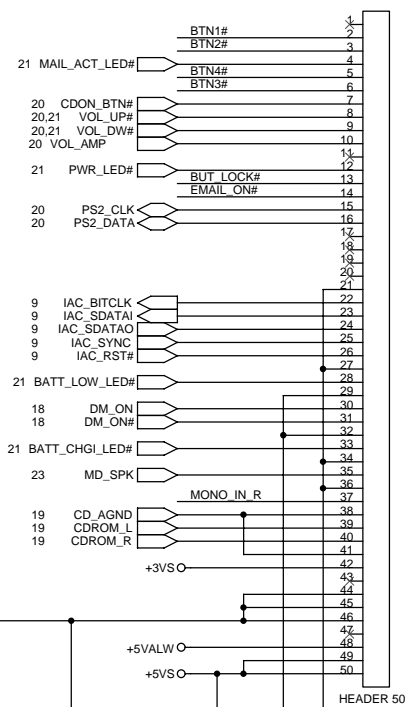 1
BTN1# 2
BTN2# 3
21 MAIL_ACT_LED# 4
BTN4# 5
BTN3# 6
20 CDON_BTN# 7
20,21 VOL_UP# 8
20,21 VOL_DW# 9
20 VOL_AMP 10
11
21 PWR_LED# 12
BUT_LOCK# 13
EMAIL_ON# 14
20 PS2_CLK 15
20 PS2_DATA 16
17
18
19
20
21
9 IAC_BITCLK 22
9 IAC_SDATAI 23
9 IAC_SDATAO 24
9 IAC_SYNC 25
9 IAC_RST# 26
27
21 BATT_LOW_LED# 28
29
18 DM_ON 30
18 DM_ON# 31
32
21 BATT_CHGI_LED# 33
34
23 MD_SPK 35
36
MONO_IN_R 37
19 CD_AGND 38
19 CDROM_L 39
19 CDROM_R 40
41
+3VS 42
43
44
45
46
47
+5VALW 48
49
+5VS 50
HEADER 50